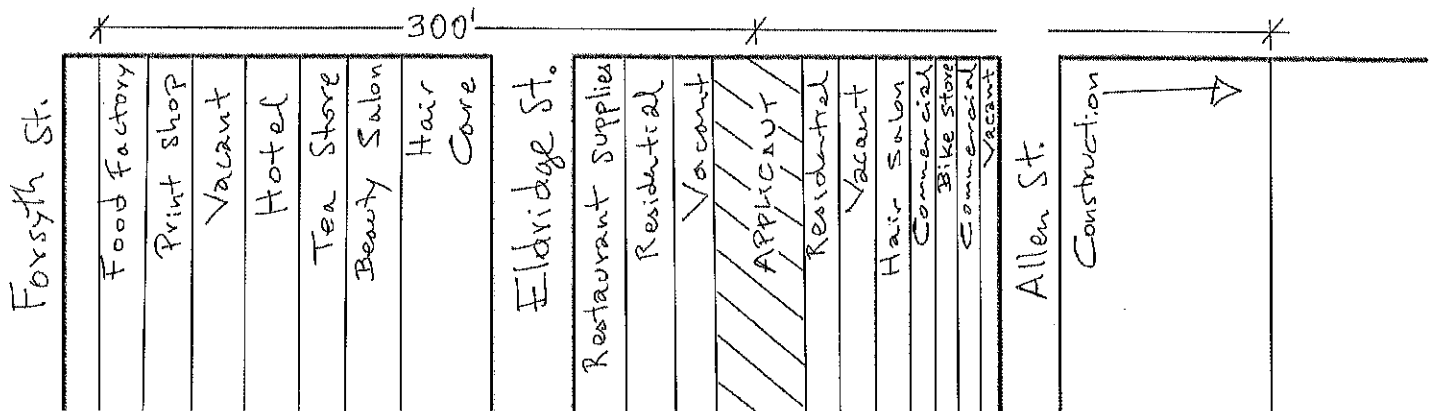 300'
Forsyth St.
Food Factory
Print Shop
Vacant
Hotel
Tea Store
Beauty Salon
Hair
Care
Eldridge St.
Restaurant Supplies
Residential
Vacant
APPLICANT
Residential
Vacant
Hair Salon
Commercial
Bike Store
Commercial
Vacant
Allen St.
Construction